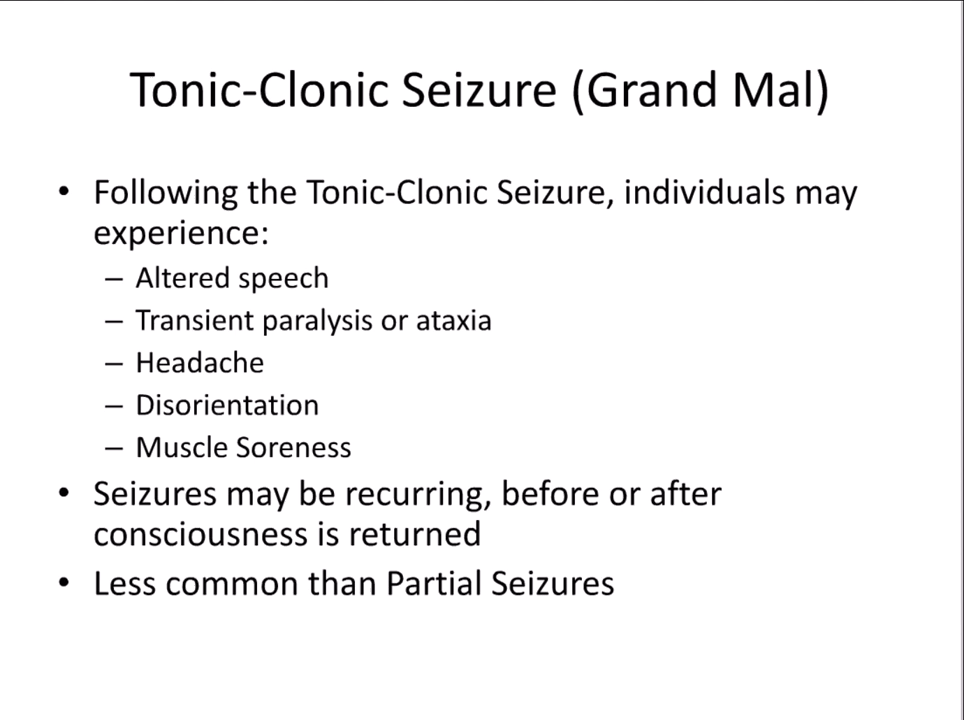 Tonic-Clonic Seizure (Grand Mal)
• Following the Tonic-Clonic Seizure, individuals may
experience:
– Altered speech
– Transient paralysis or ataxia
– Headache
– Disorientation
– Muscle Soreness
• Seizures may be recurring, before or after
consciousness is returned
• Less common than Partial Seizures